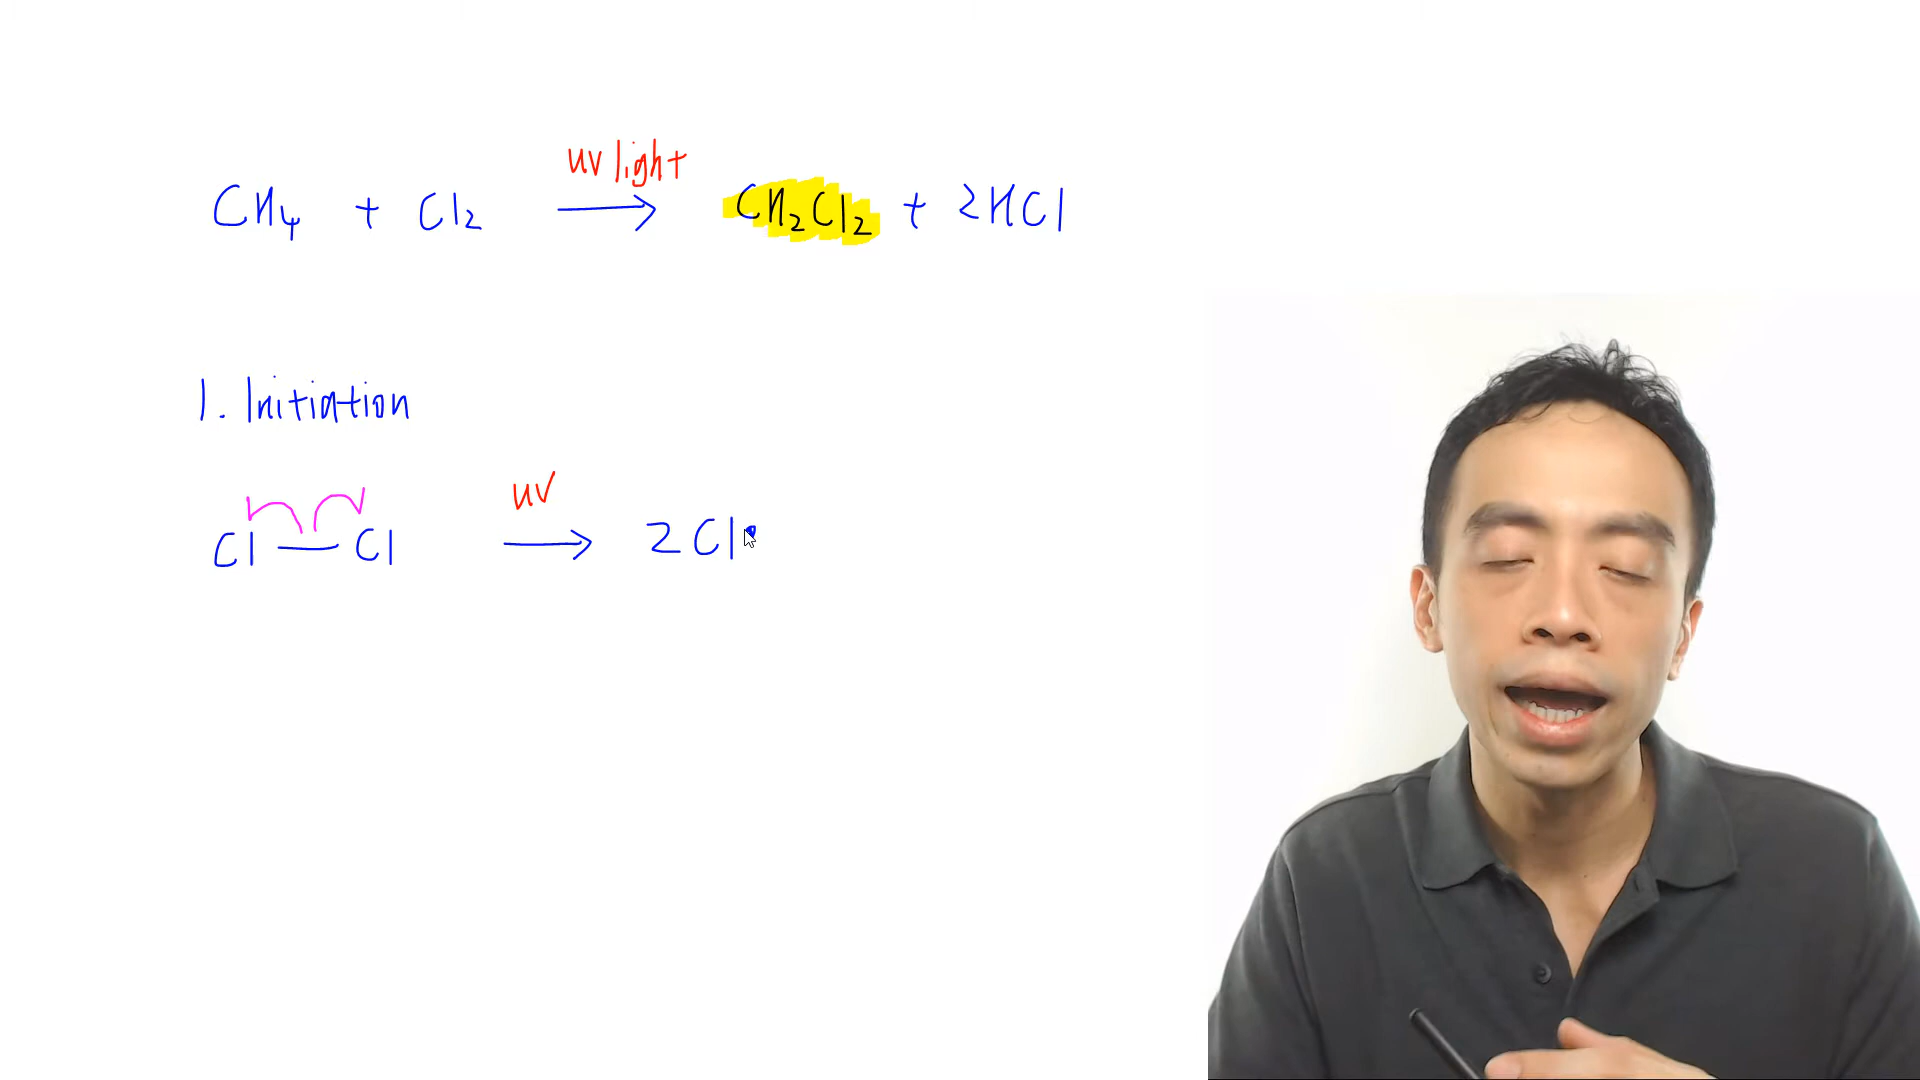 uv light
CH₄ + Cl₂ → CH₂Cl₂ + 2HCl
1. Initiation
uv
Cl — Cl → 2Cl•